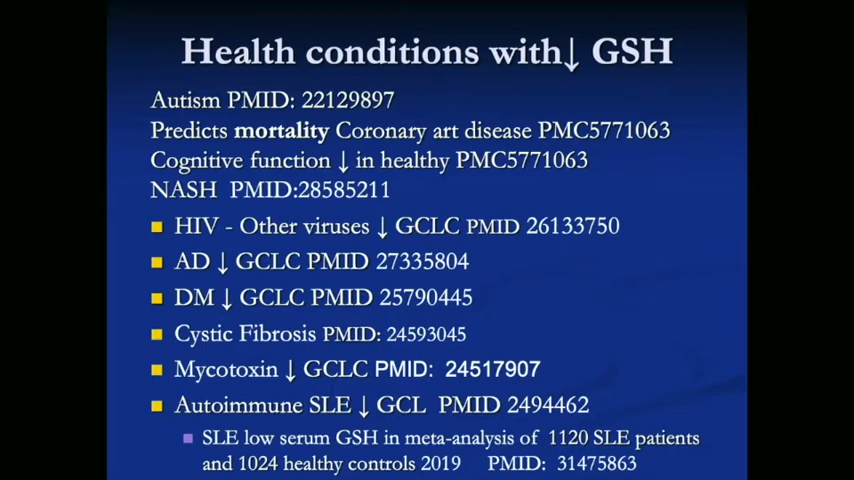 Health conditions with↓ GSH
Autism PMID: 22129897
Predicts mortality Coronary art disease PMC5771063
Cognitive function ↓ in healthy PMC5771063
NASH PMID:28585211
HIV - Other viruses ↓ GCLC PMID 26133750
AD ↓ GCLC PMID 27335804
DM ↓ GCLC PMID 25790445
Cystic Fibrosis PMID: 24593045
Mycotoxin ↓ GCLC PMID: 24517907
Autoimmune SLE ↓ GCL PMID 2494462
SLE low serum GSH in meta-analysis of 1120 SLE patients
and 1024 healthy controls 2019 PMID: 31475863